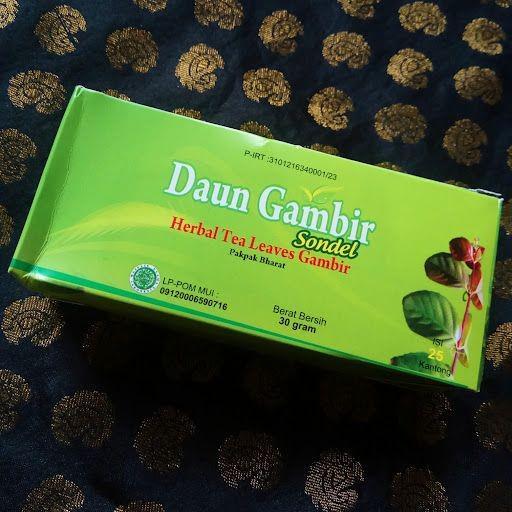 P-IRT :3101216340001/23
Daun Gambir
Sondel
Herbal Tea Leaves Gambir
Pakpak Bharat
LP-POM MUI :
09120006590716
Berat Bersih
30 gram
ISI
25
Kantong